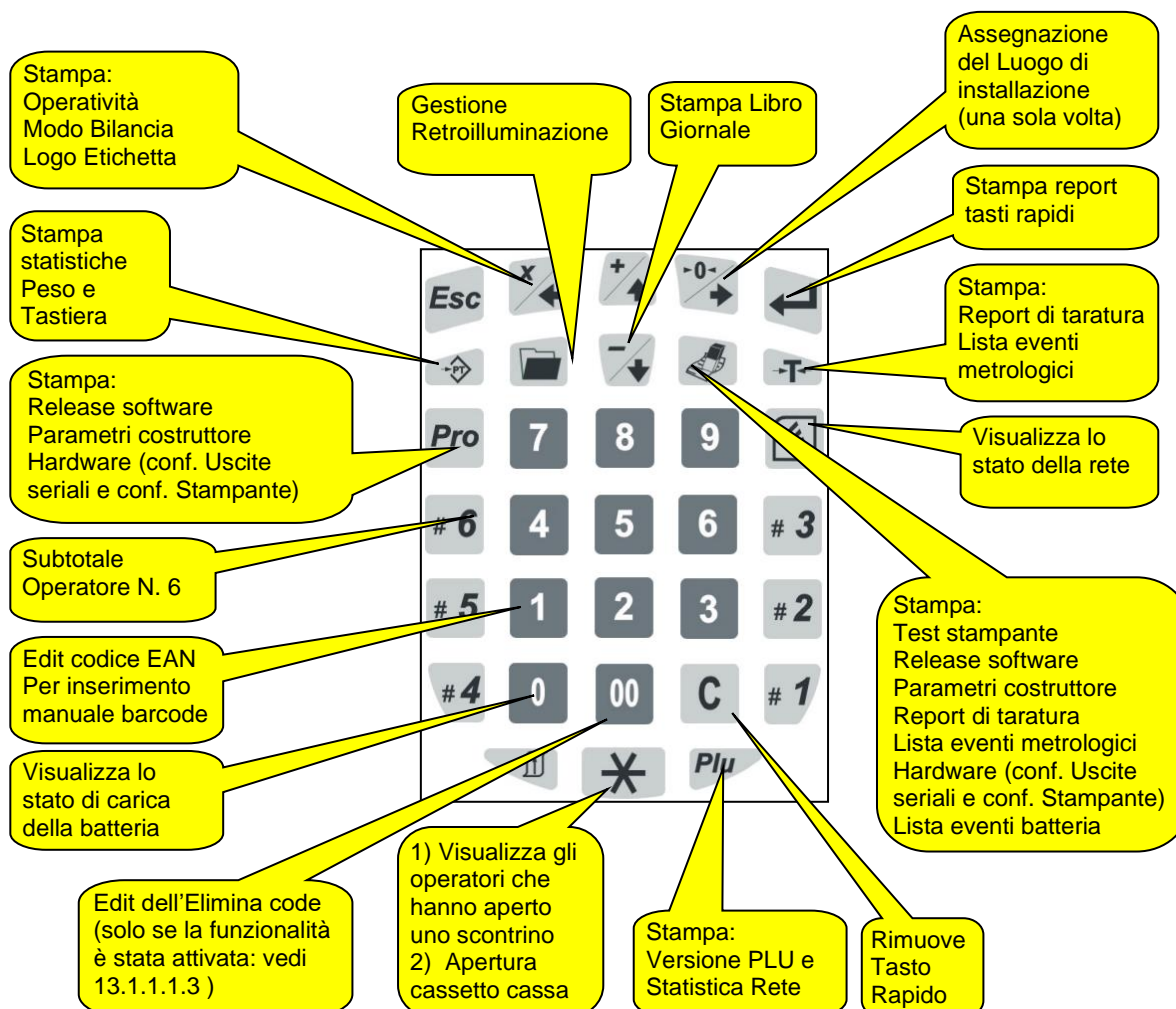 Stampa:
Operatività
Modo Bilancia
Logo Etichetta
Gestione
Retroilluminazione
Stampa Libro
Giornale
Assegnazione
del Luogo di
installazione
(una sola volta)
Stampa report
tasti rapidi
Stampa
statistiche
Peso e
Tastiera
Stampa:
Report di taratura
Lista eventi
metrologici
Stampa:
Release software
Parametri costruttore
Hardware (conf. Uscite
seriali e conf. Stampante)
Visualizza lo
stato della rete
Subtotale
Operatore N. 6
Edit codice EAN
Per inserimento
manuale barcode
Visualizza lo
stato di carica
della batteria
Edit dell'Elimina code
(solo se la funzionalità
è stata attivata: vedi
13.1.1.1.3 )
1) Visualizza gli
operatori che
hanno aperto
uno scontrino
2) Apertura
cassetto cassa
Stampa:
Versione PLU e
Statistica Rete
Rimuove
Tasto
Rapido
Stampa:
Test stampante
Release software
Parametri costruttore
Report di taratura
Lista eventi metrologici
Hardware (conf. Uscite
seriali e conf. Stampante)
Lista eventi batteria
Esc x + 0
PT - T
Pro 7 8 9
# 6 4 5 6 # 3
# 5 1 2 3 # 2
# 4 0 00 C # 1
Plu